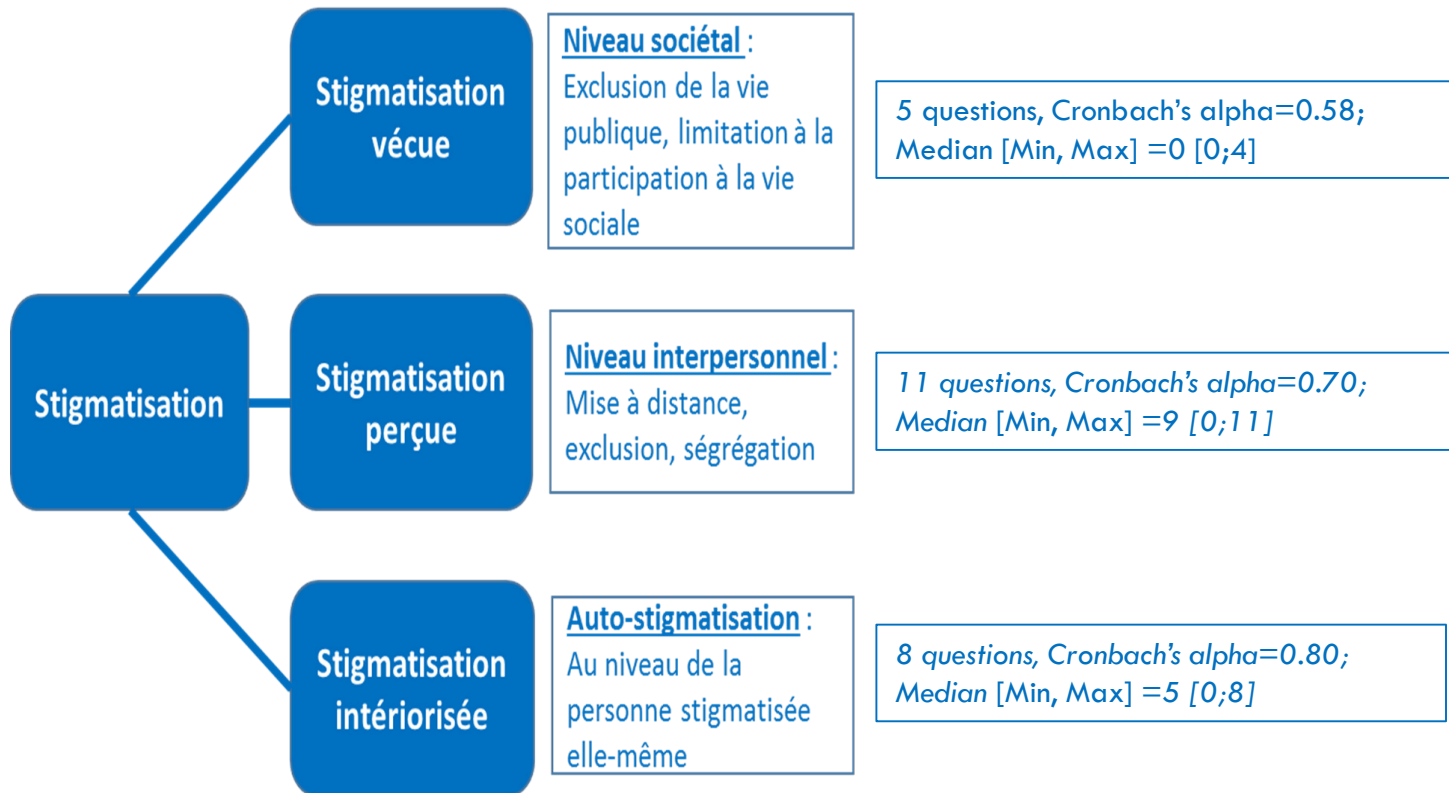 Stigmatisation
Stigmatisation
vécue
Niveau sociétal :
Exclusion de la vie
publique, limitation à la
participation à la vie
sociale
5 questions, Cronbach's alpha=0.58;
Median [Min, Max] =0 [0;4]
Stigmatisation
perçue
Niveau interpersonnel :
Mise à distance,
exclusion, ségrégation
11 questions, Cronbach's alpha=0.70;
Median [Min, Max] =9 [0;11]
Stigmatisation
intériorisée
Auto-stigmatisation :
Au niveau de la
personne stigmatisée
elle-même
8 questions, Cronbach's alpha=0.80;
Median [Min, Max] =5 [0;8]